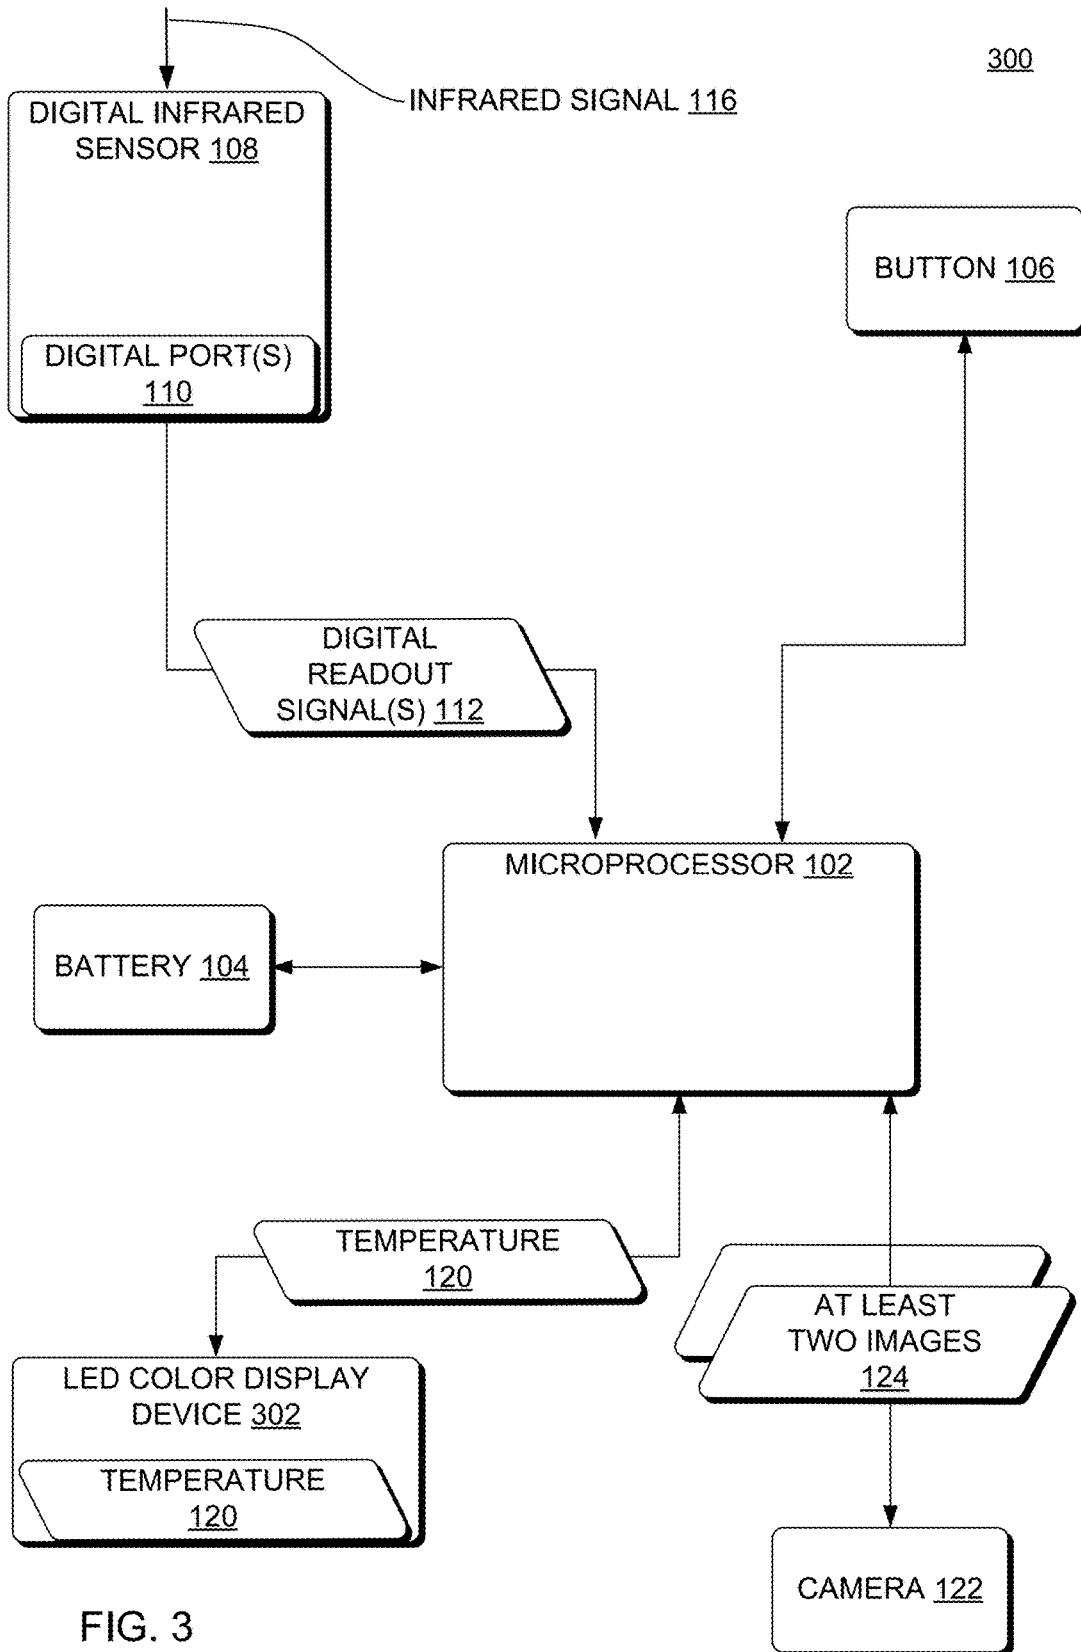 300
INFRARED SIGNAL 116
DIGITAL INFRARED
SENSOR 108
BUTTON 106
DIGITAL PORT(S)
110
DIGITAL
READOUT
SIGNAL(S) 112
MICROPROCESSOR 102
BATTERY 104
TEMPERATURE
120
AT LEAST
TWO IMAGES
124
LED COLOR DISPLAY
DEVICE 302
TEMPERATURE
120
CAMERA 122
FIG. 3